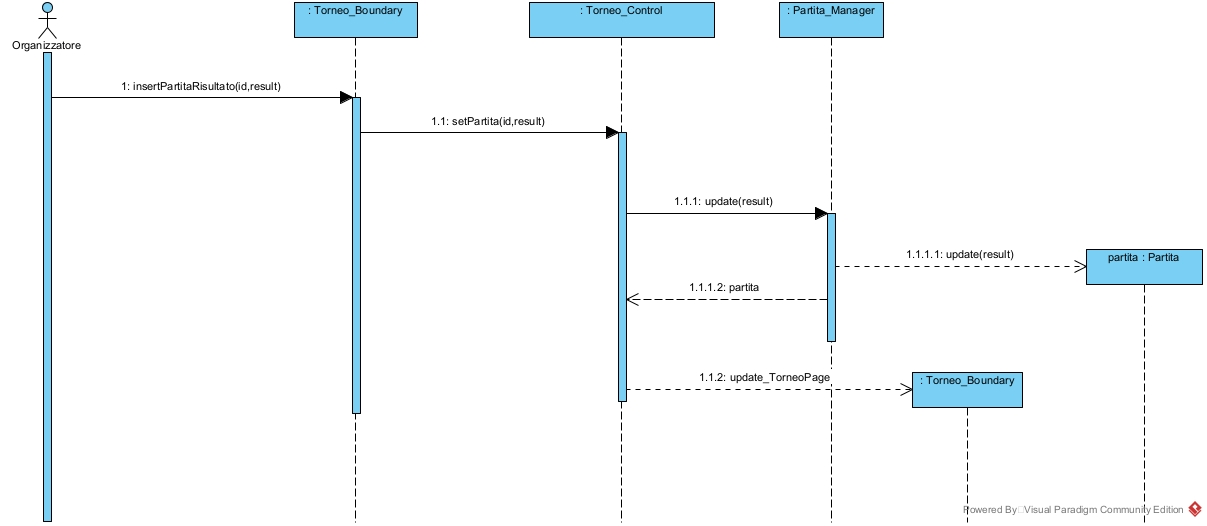 : Torneo_Boundary
: Torneo_Control
: Partita_Manager
Organizzatore
1: insertPartitaRisultato(id,result)
1.1: setPartita(id,result)
1.1.1: update(result)
1.1.1.1: update(result)
partita : Partita
1.1.1.2: partita
1.1.2: update_TorneoPage
: Torneo_Boundary
Powered By Visual Paradigm Community Edition